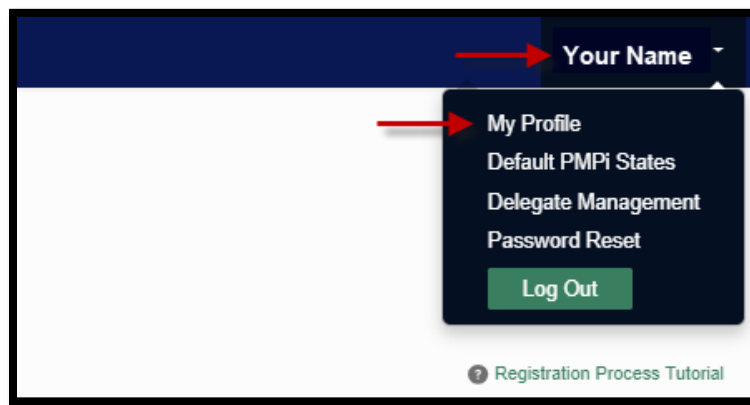 Your Name
My Profile
Default PMPi States
Delegate Management
Password Reset
Log Out
? Registration Process Tutorial